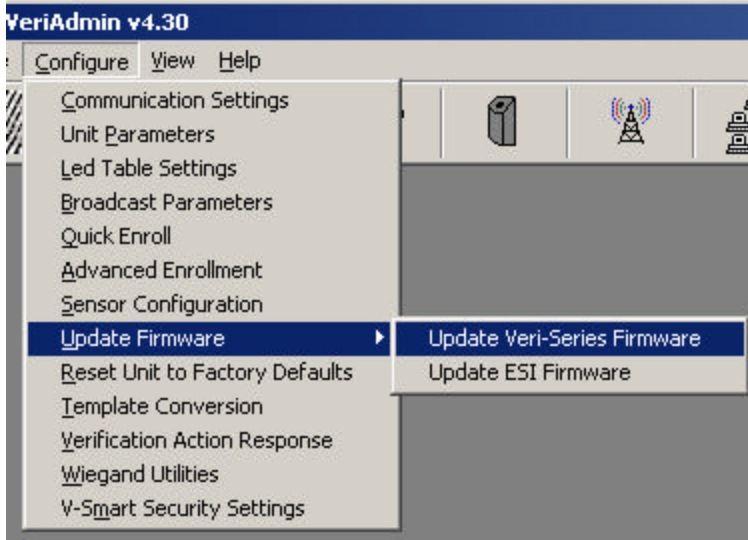 VeriAdmin v4.30
Configure View Help
Communication Settings
Unit Parameters
Led Table Settings
Broadcast Parameters
Quick Enroll
Advanced Enrollment
Sensor Configuration
Update Firmware
Update Veri-Series Firmware
Reset Unit to Factory Defaults
Update ESI Firmware
Template Conversion
Verification Action Response
Wiegand Utilities
V-Smart Security Settings